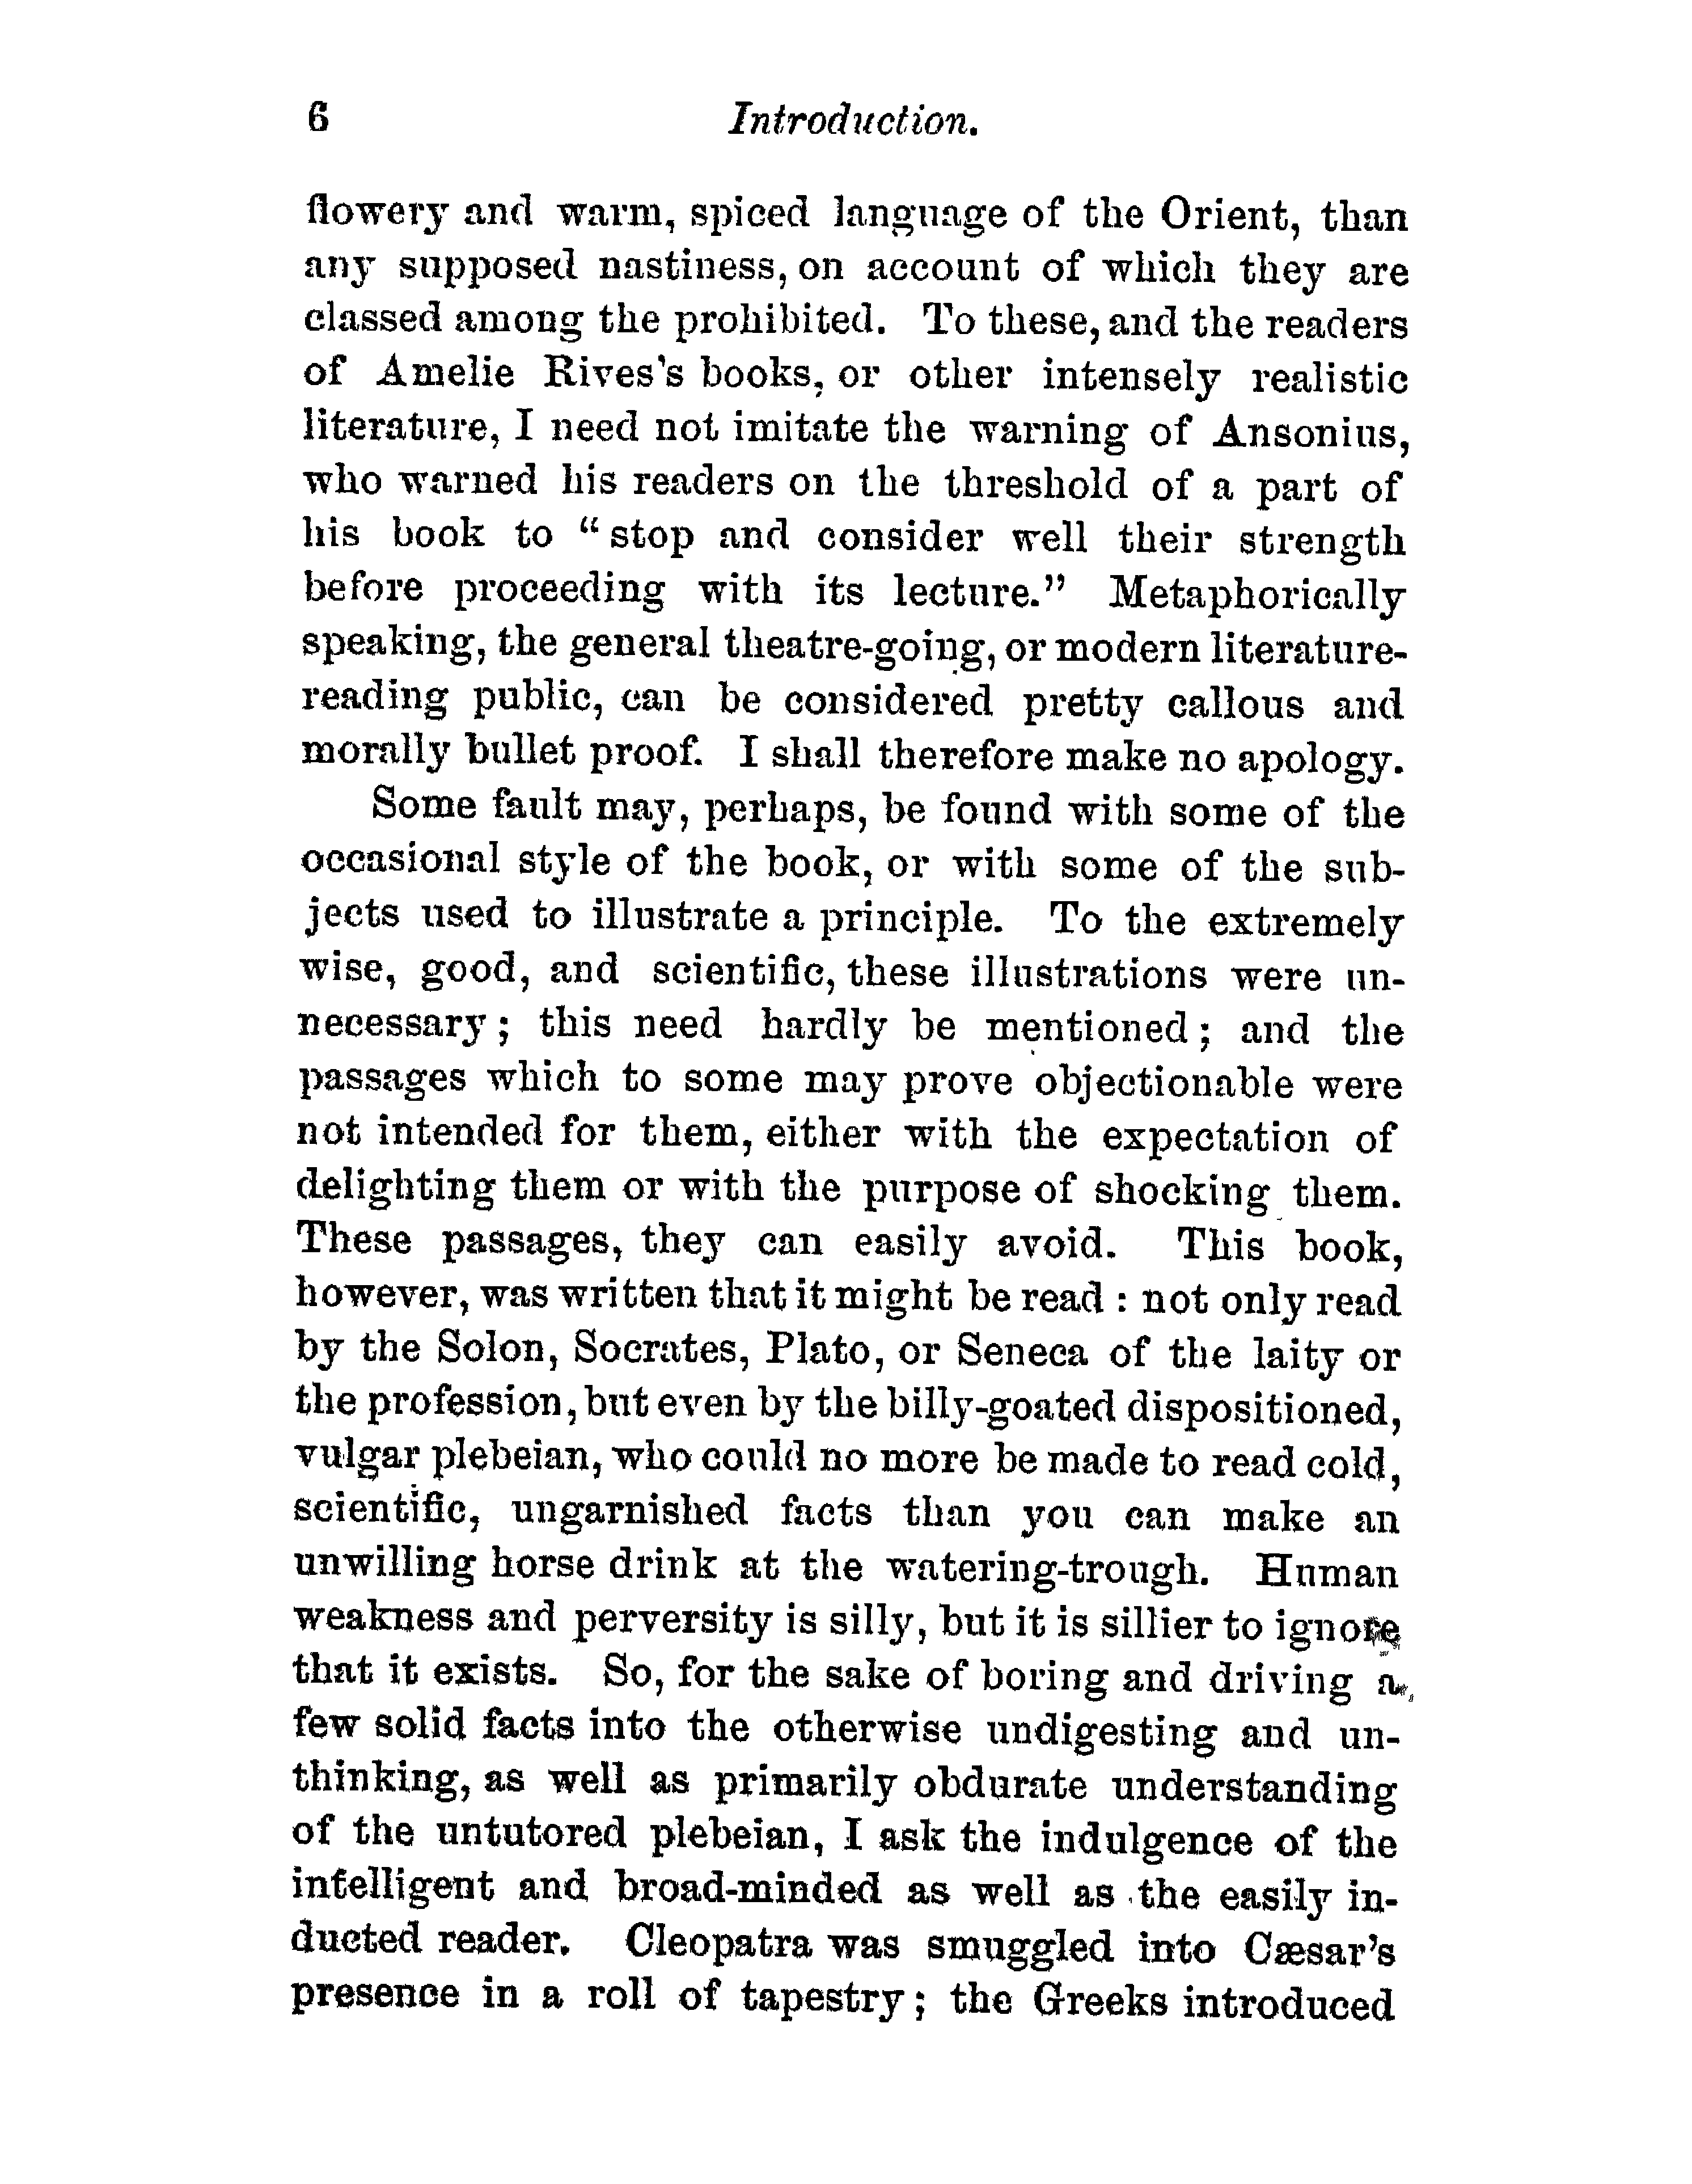 6 Introduction.
flowery and warm, spiced language of the Orient, than
any supposed nastiness, on account of which they are
classed among the prohibited. To these, and the readers
of Amelie Rives's books, or other intensely realistic
literature, I need not imitate the warning of Ansonius,
who warned his readers on the threshold of a part of
his book to “stop and consider well their strength
before proceeding with its lecture.” Metaphorically
speaking, the general theatre-going, or modern literature-
reading public, can be considered pretty callous and
morally bullet proof. I shall therefore make no apology.
Some fault may, perhaps, be found with some of the
occasional style of the book, or with some of the sub-
jects used to illustrate a principle. To the extremely
wise, good, and scientific, these illustrations were un-
necessary; this need hardly be mentioned; and the
passages which to some may prove objectionable were
not intended for them, either with the expectation of
delighting them or with the purpose of shocking them.
These passages, they can easily avoid. This book,
however, was written that it might be read: not only read
by the Solon, Socrates, Plato, or Seneca of the laity or
the profession, but even by the billy-goated dispositioned,
vulgar plebeian, who could no more be made to read cold,
scientific, ungarnished facts than you can make an
unwilling horse drink at the watering-trough. Human
weakness and perversity is silly, but it is sillier to ignore
that it exists. So, for the sake of boring and driving a
few solid facts into the otherwise undigesting and un-
thinking, as well as primarily obdurate understanding
of the untutored plebeian, I ask the indulgence of the
intelligent and broad-minded as well as the easily in-
ducted reader. Cleopatra was smuggled into Cæsar's
presence in a roll of tapestry; the Greeks introduced